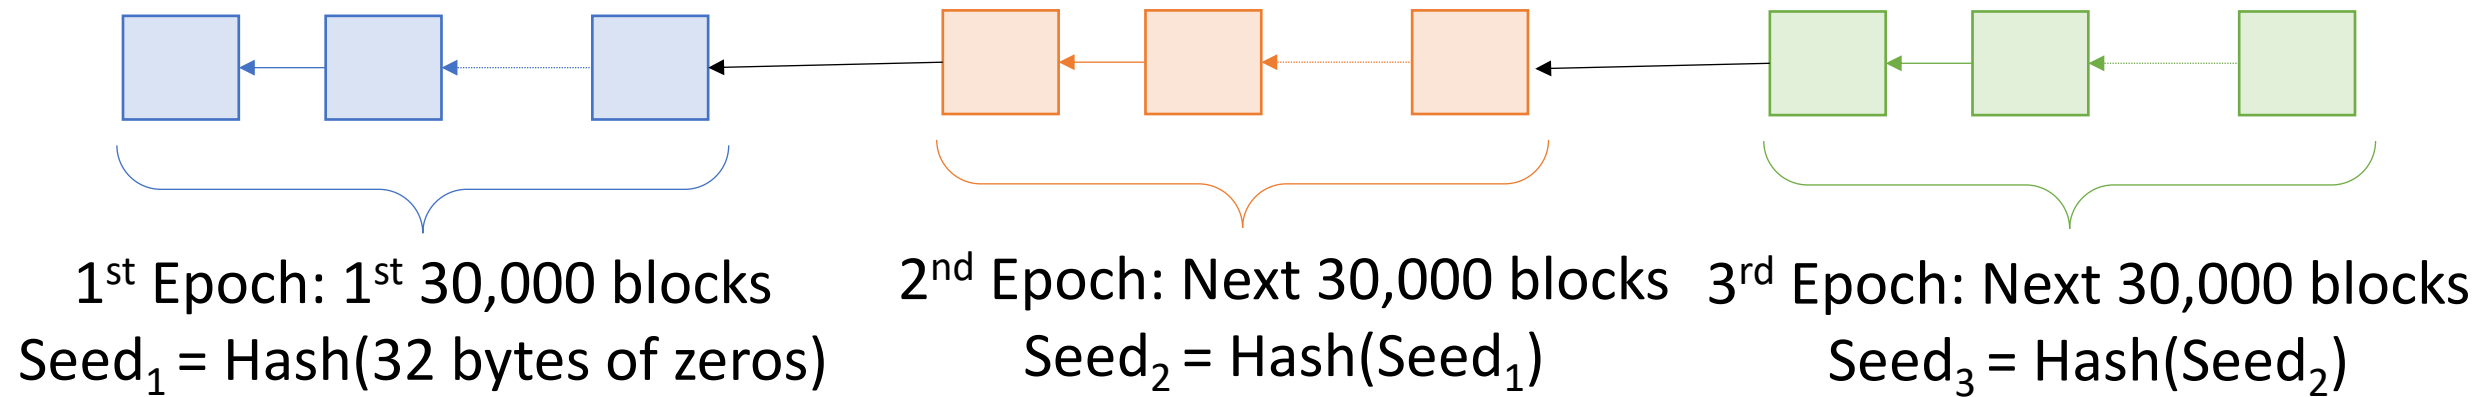 1st Epoch: 1st 30,000 blocks
Seed1 = Hash(32 bytes of zeros)
2nd Epoch: Next 30,000 blocks
Seed2 = Hash(Seed1)
3rd Epoch: Next 30,000 blocks
Seed3 = Hash(Seed2)